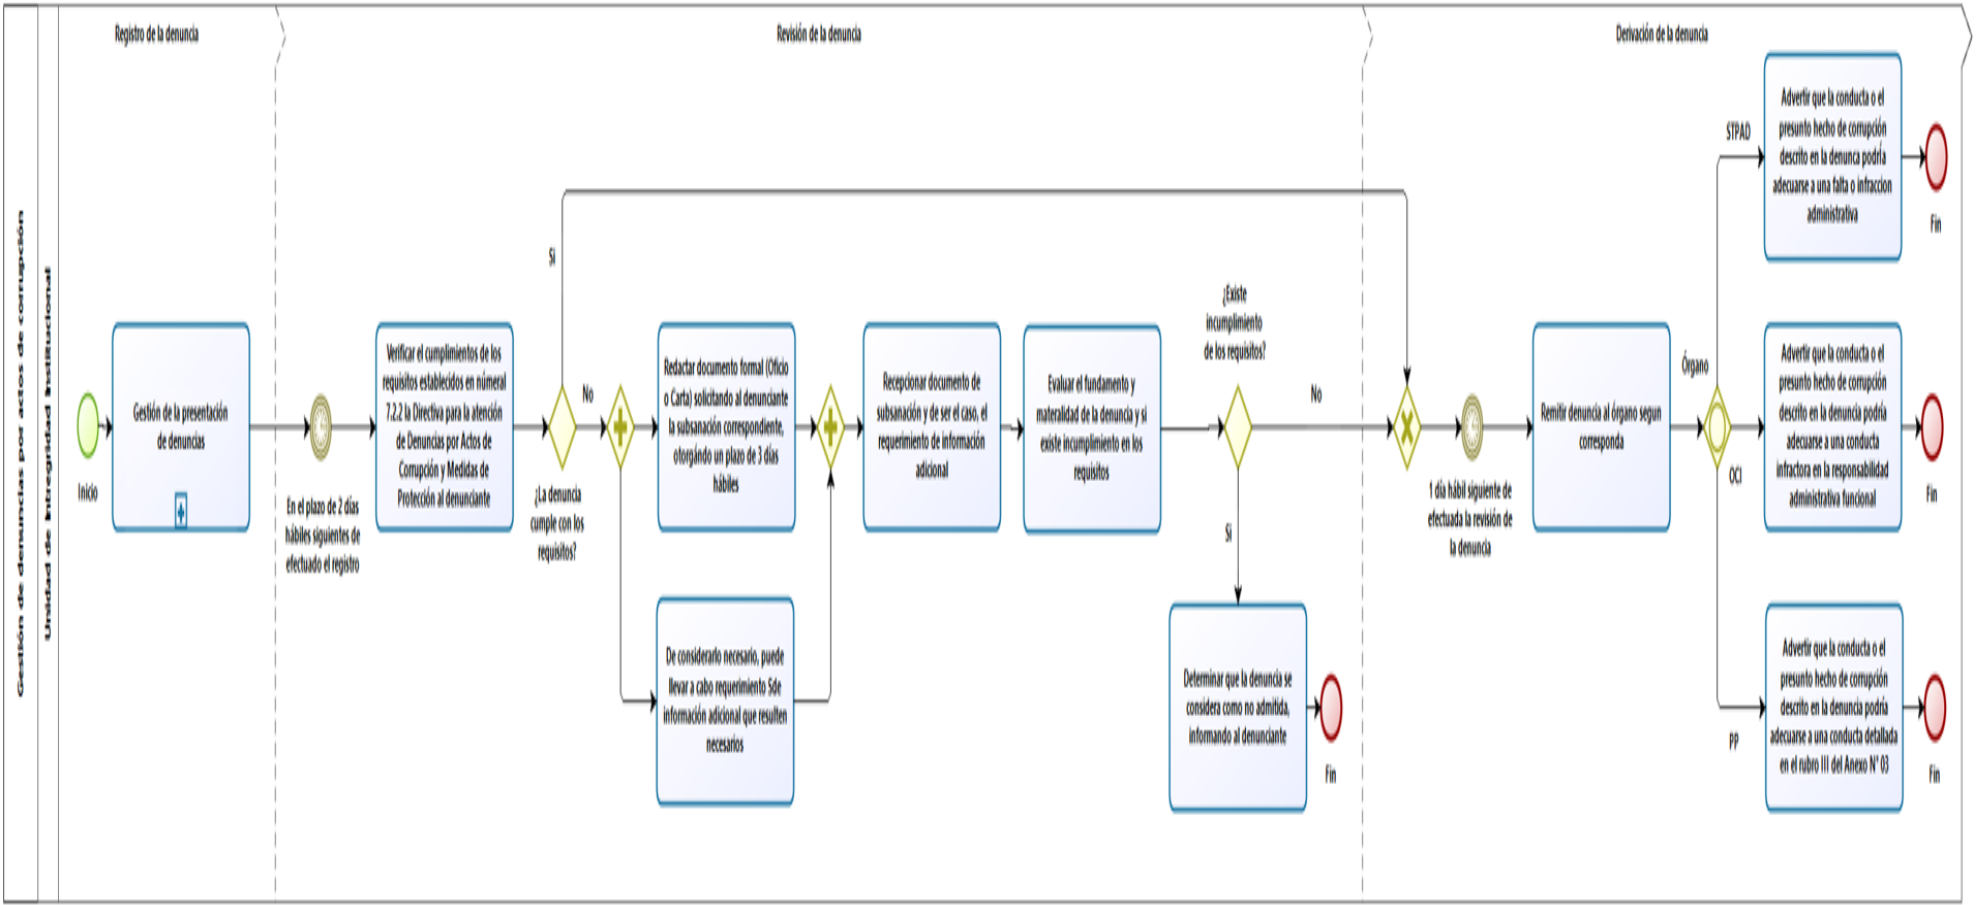 Gestión de denuncias por actos de corrupción
Unidad de Integridad Institucional
Registro de la denuncia
Revisión de la denuncia
Derivación de la denuncia
Inicio
Gestión de la presentación
de denuncias
En el plazo de 2 días
hábiles siguientes de
efectuado el registro
Verificar el cumplimientos de los
requisitos establecidos en númeral
7.2.2 la Directiva para la atención
de Denuncias por Actos de
Corrupción y Medidas de
Protección al denunciante
¿La denuncia
cumple con los
requisitos?
Si
No
Redactar documento formal (Oficio
o Carta) solicitando al denunciante
la subsanación correspondiente,
otorgándo un plazo de 3 días
hábiles
De considerarlo necesario, puede
llevar a cabo requerimiento Sde
información adicional que resulten
necesarios
Recepcionar documento de
subsanación y de ser el caso, el
requerimiento de información
adicional
Evaluar el fundamento y
materalidad de la denuncia y si
existe incumplimiento en los
requisitos
¿Existe
incumplimiento
de los requisitos?
No
Si
Determinar que la denuncia se
considera como no admitida,
informando al denunciante
Fin
1 día hábil siguiente de
efectuada la revisión de
la denuncia
Remitir denuncia al órgano segun
corresponda
Órgano
STPAD
Advertir que la conducta o el
presunto hecho de corrupción
descrito en la denunca podría
adecuarse a una falta o infraccion
administrativa
Fin
OCI
Advertir que la conducta o el
presunto hecho de corrupción
descrito en la denuncia podría
adecuarse a una conducta
infractora en la responsabilidad
administrativa funcional
Fin
PP
Advertir que la conducta o el
presunto hecho de corrupción
descrito en la denuncia podría
adecuarse a una conducta detallada
en el rubro III del Anexo N° 03
Fin